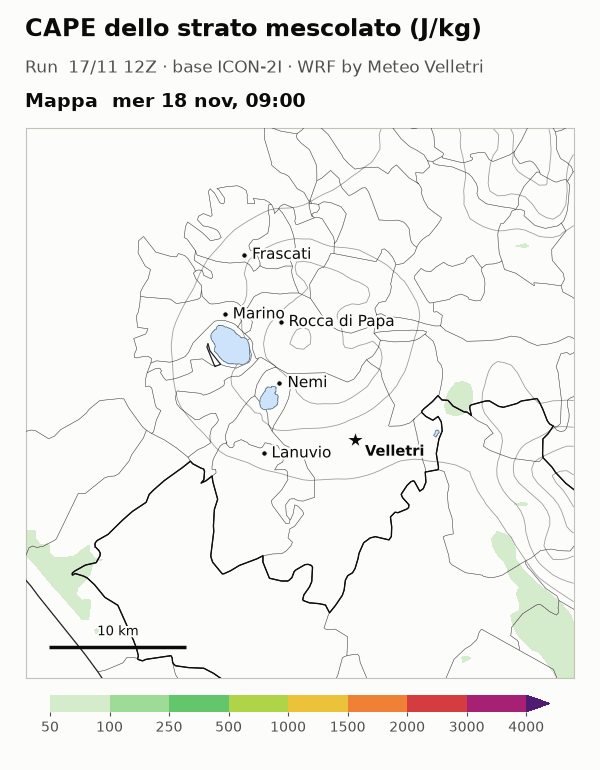 CAPE dello strato mescolato (J/kg)
Run 17/11 12Z · base ICON-2I · WRF by Meteo Velletri
Mappa mer 18 nov, 09:00
Frascati
Marino
Rocca di Papa
Nemi
Velletri
Lanuvio
10 km
50 100 250 500 1000 1500 2000 3000 4000